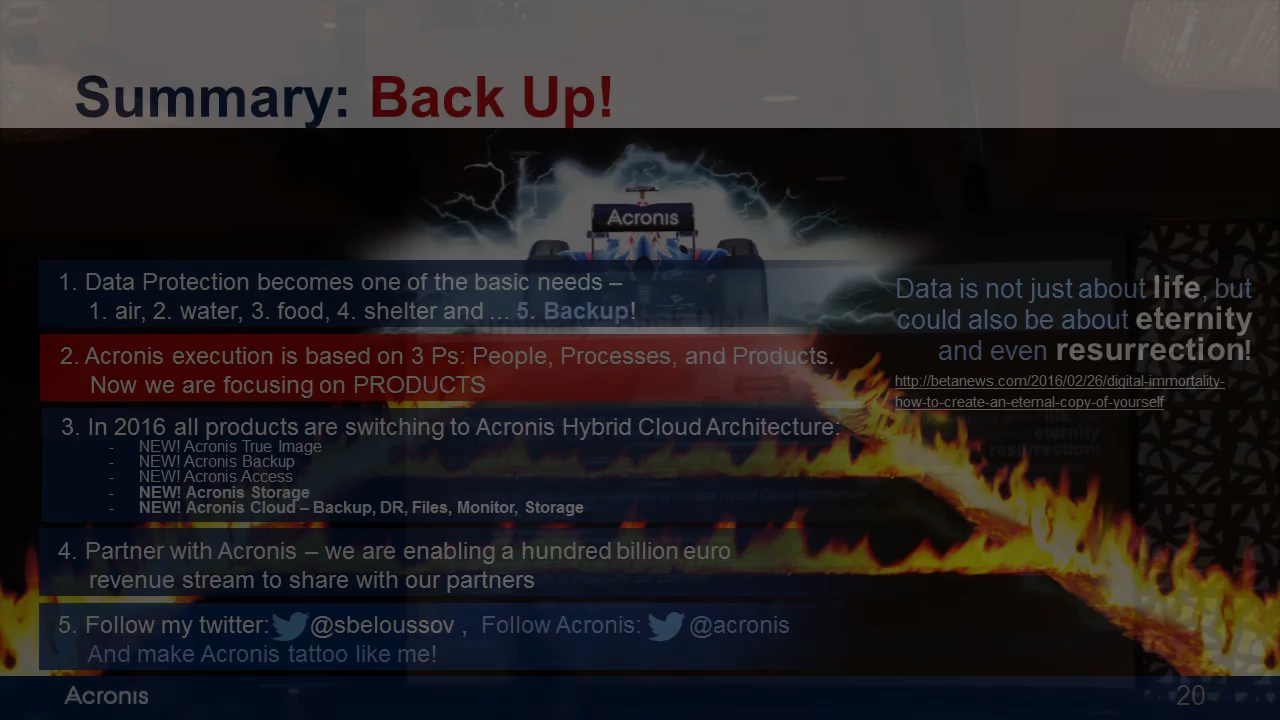 Summary: Back Up!
Acronis
1. Data Protection becomes one of the basic needs –
1. air, 2. water, 3. food, 4. shelter and ... 5. Backup!
2. Acronis execution is based on 3 Ps: People, Processes, and Products.
Now we are focusing on PRODUCTS
3. In 2016 all products are switching to Acronis Hybrid Cloud Architecture:
- NEW! Acronis True Image
- NEW! Acronis Backup
- NEW! Acronis Access
- NEW! Acronis Storage
- NEW! Acronis Cloud – Backup, DR, Files, Monitor, Storage
4. Partner with Acronis – we are enabling a hundred billion euro
revenue stream to share with our partners
5. Follow my twitter: @sbeloussov , Follow Acronis: @acronis
And make Acronis tattoo like me!
Data is not just about life, but
could also be about eternity
and even resurrection!
http://betanews.com/2016/02/26/digital-immortality-
how-to-create-an-eternal-copy-of-yourself
Acronis
20